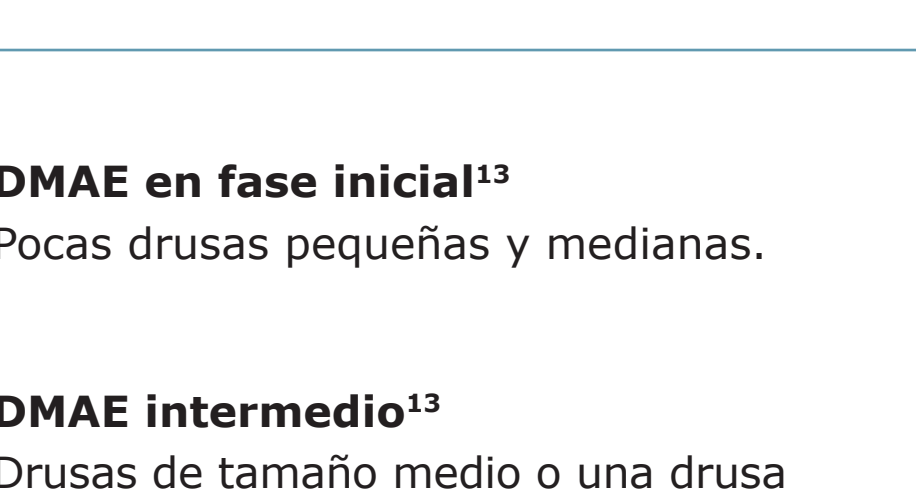 DMAE en fase inicial¹³
Pocas drusas pequeñas y medianas.
DMAE intermedio¹³
Drusas de tamaño medio o una drusa